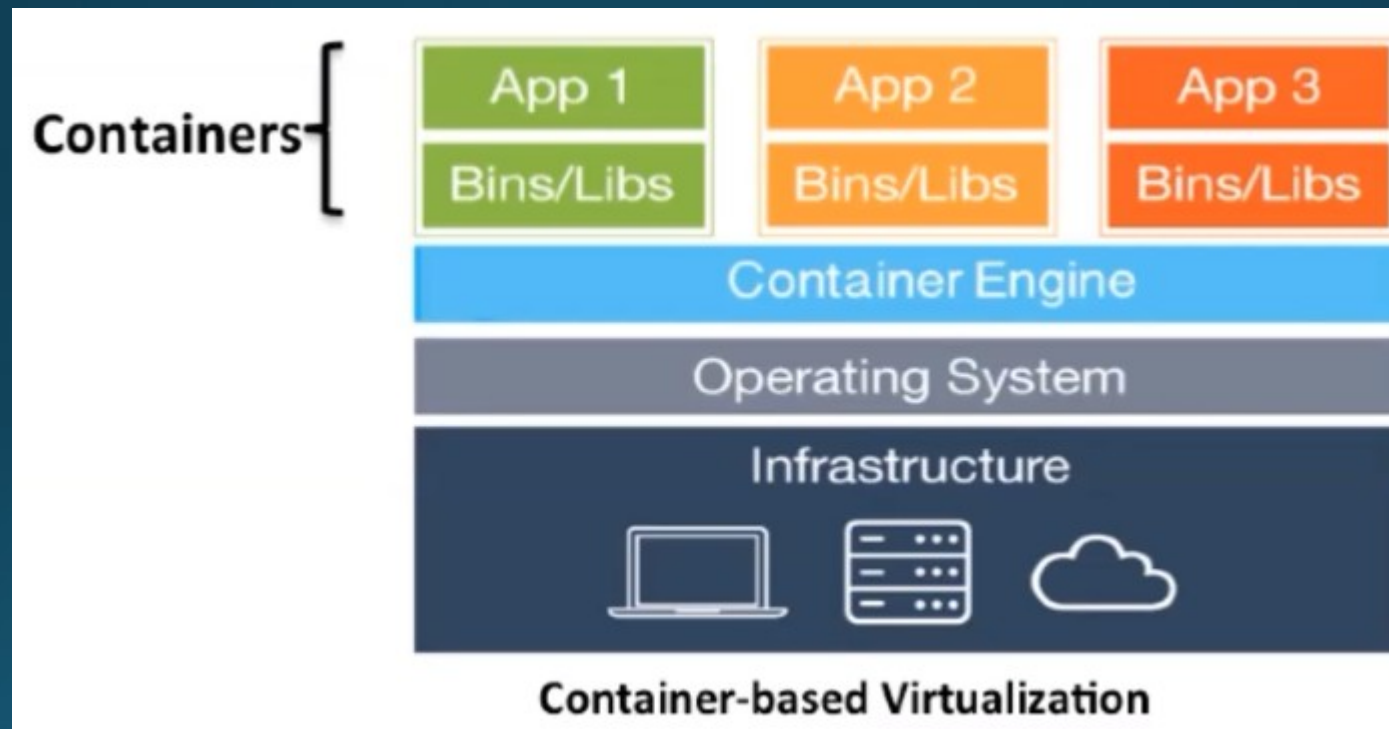 Containers
App 1 App 2 App 3
Bins/Libs Bins/Libs Bins/Libs
Container Engine
Operating System
Infrastructure
Container-based Virtualization